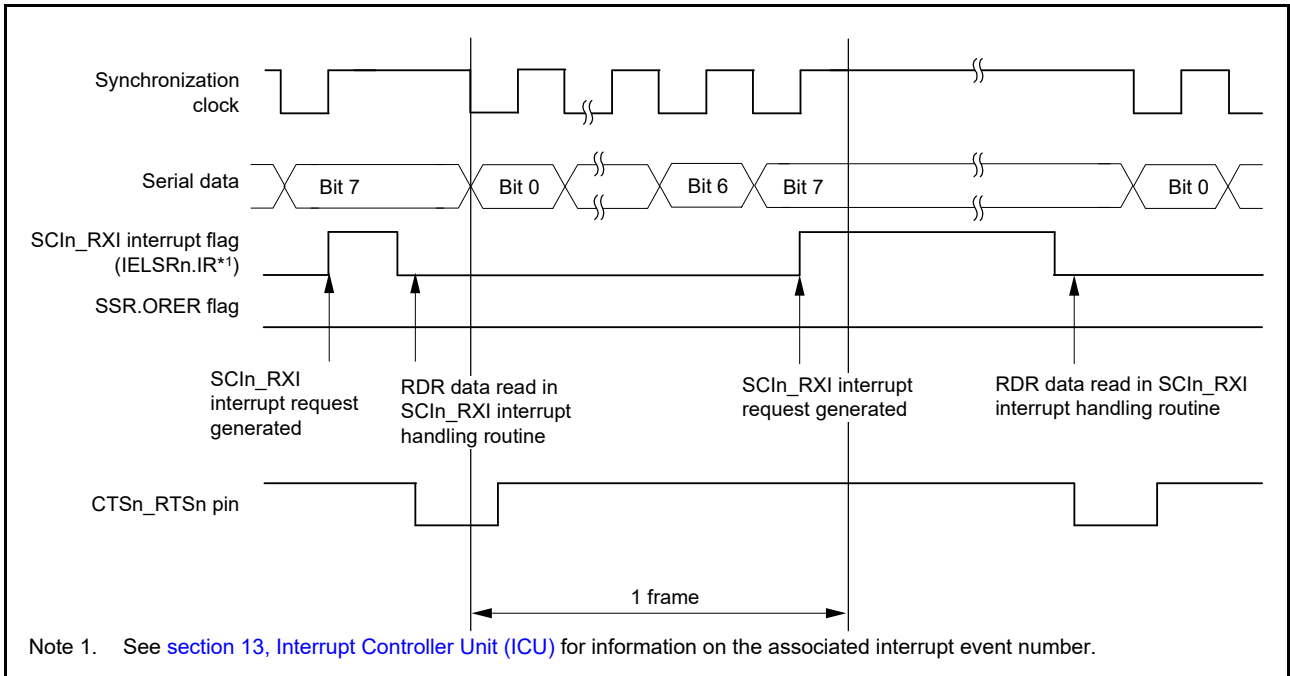 Synchronization
clock
Serial data
Bit 7
Bit 0
Bit 6
Bit 7
Bit 0
SCIn_RXI interrupt flag
(IELSRn.IR*1)
SSR.ORER flag
SCIn_RXI
interrupt request
generated
RDR data read in
SCIn_RXI interrupt
handling routine
SCIn_RXI interrupt
request generated
RDR data read in SCIn_RXI
interrupt handling routine
CTSn_RTSn pin
1 frame
Note 1. See section 13, Interrupt Controller Unit (ICU) for information on the associated interrupt event number.